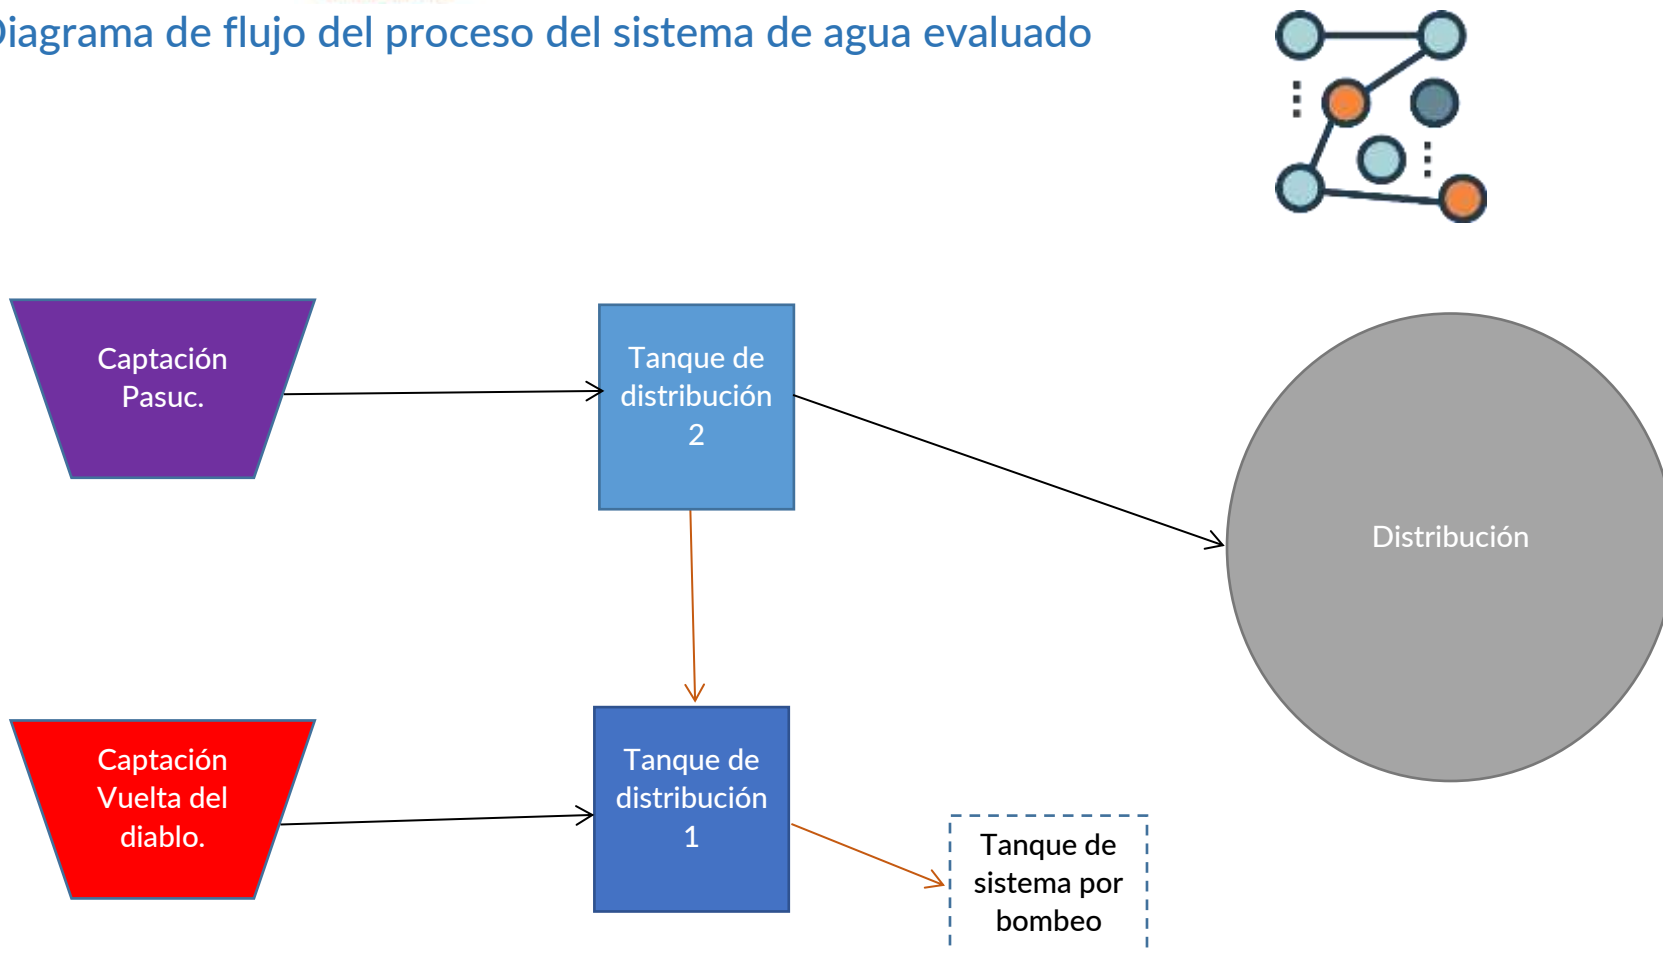 Diagrama de flujo del proceso del sistema de agua evaluado
Captación
Pasuc.
Tanque de
distribución
2
Distribución
Captación
Vuelta del
diablo.
Tanque de
distribución
1
Tanque de
sistema por
bombeo